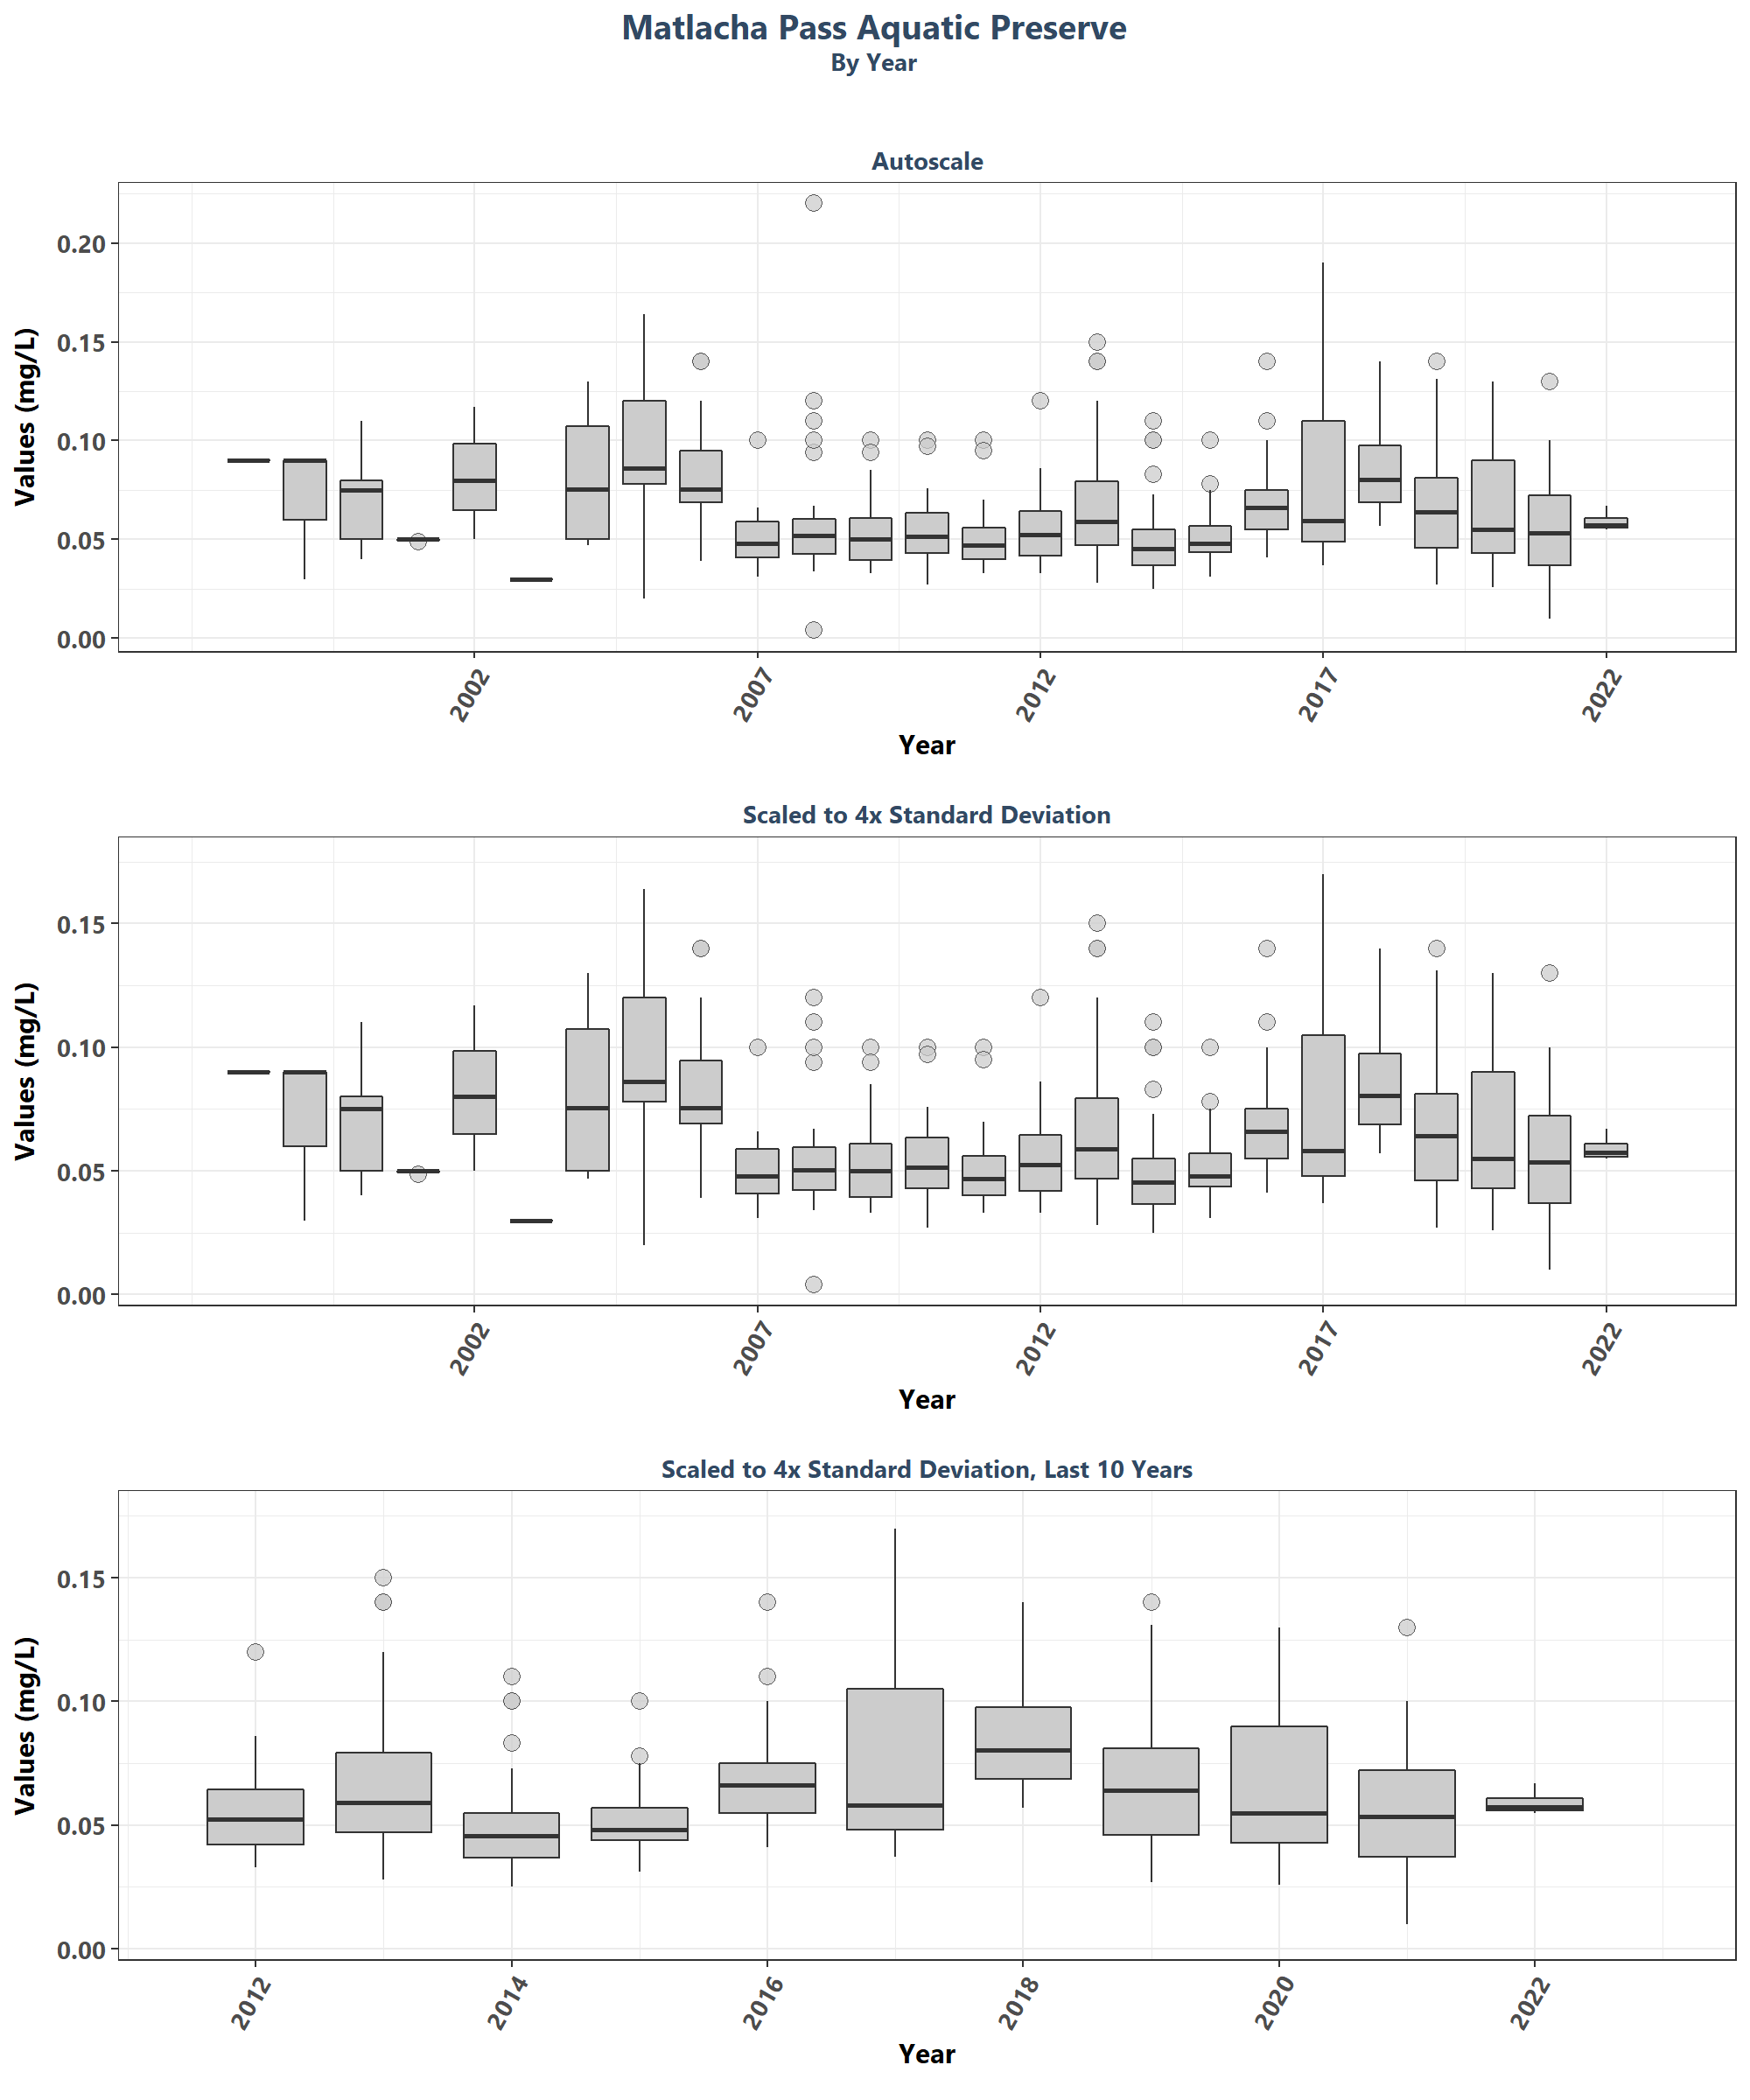 Matlacha Pass Aquatic Preserve
By Year
Autoscale
Values (mg/L)
0.20
0.15
0.10
0.05
0.00
2002 2007 2012 2017 2022
Year
Scaled to 4x Standard Deviation
Values (mg/L)
0.15
0.10
0.05
0.00
2002 2007 2012 2017 2022
Year
Scaled to 4x Standard Deviation, Last 10 Years
Values (mg/L)
0.15
0.10
0.05
0.00
2012 2014 2016 2018 2020 2022
Year